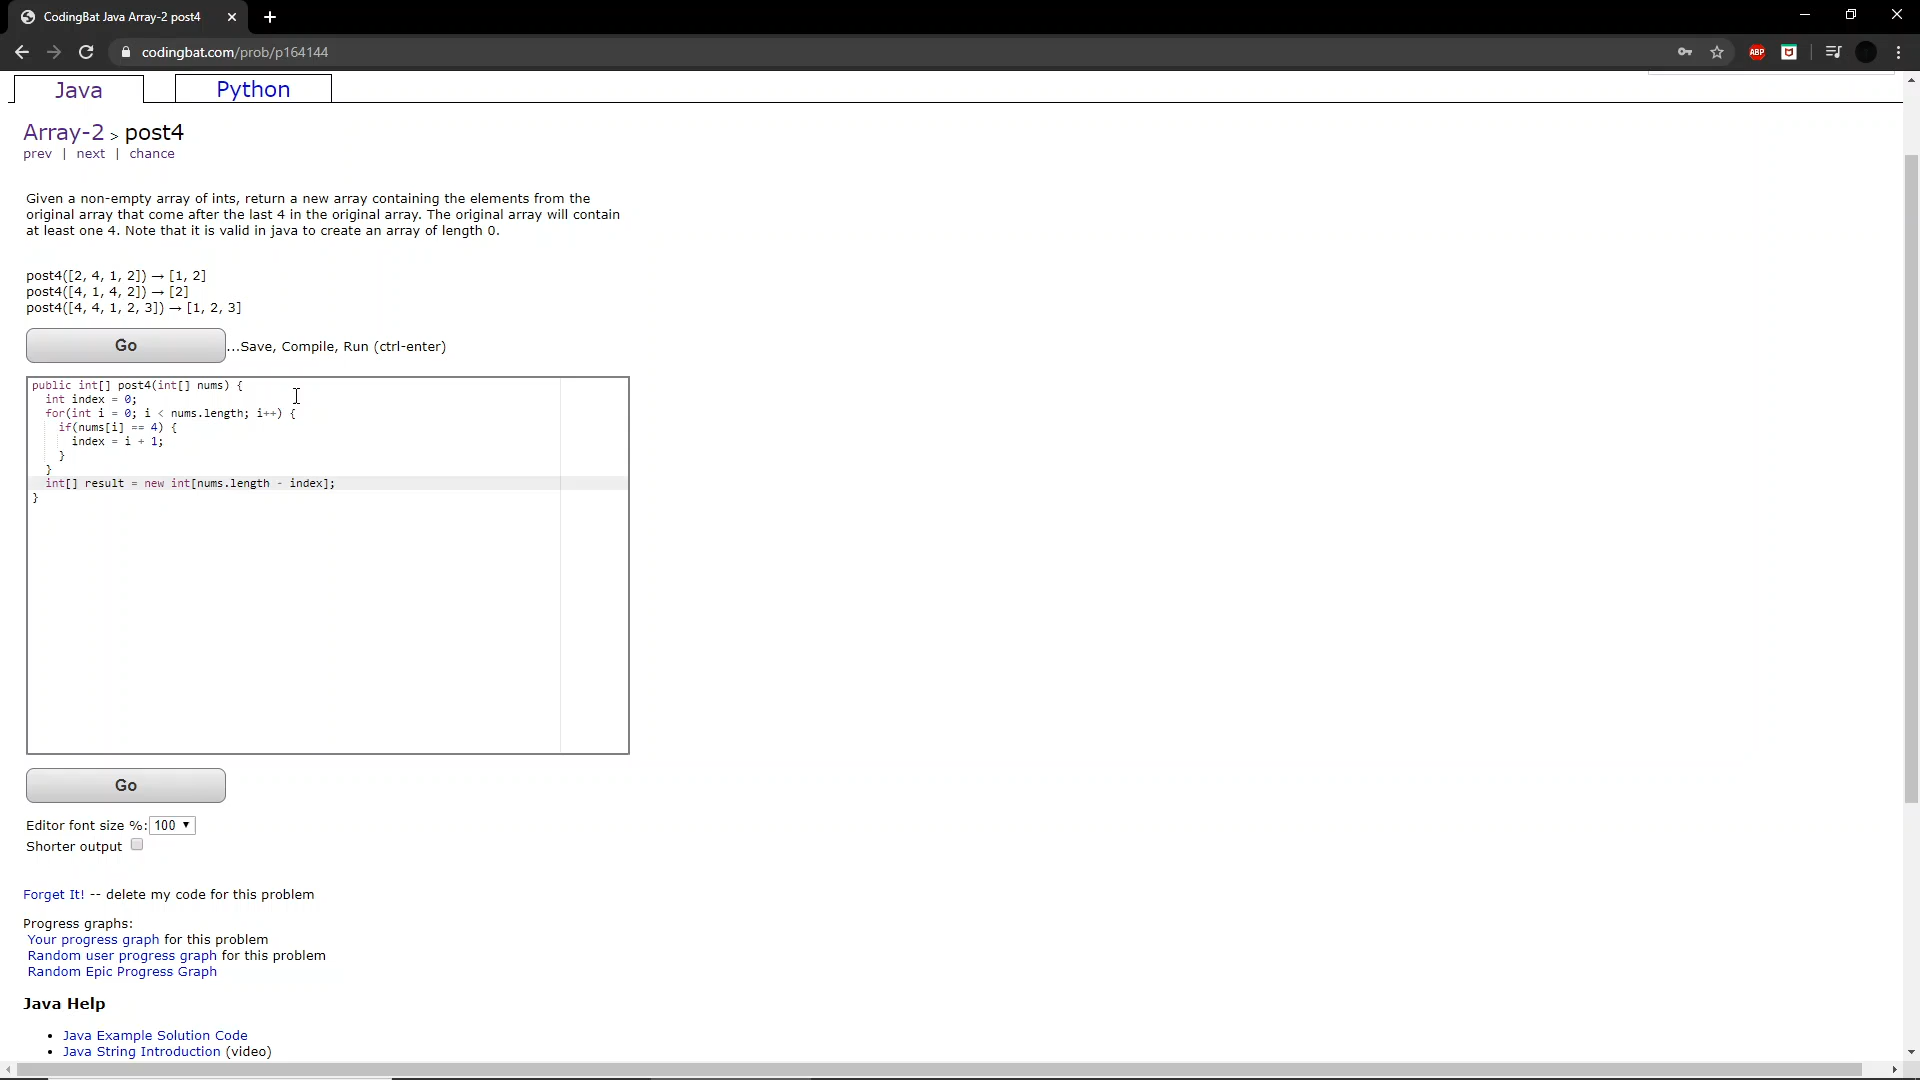 CodingBat Java Array-2 post4
codingbat.com/prob/p164144
ABP
Java
Python
Array-2 > post4
prev | next | chance
Given a non-empty array of ints, return a new array containing the elements from the
original array that come after the last 4 in the original array. The original array will contain
at least one 4. Note that it is valid in java to create an array of length 0.
post4([2, 4, 1, 2]) → [1, 2]
post4([4, 1, 4, 2]) → [2]
post4([4, 4, 1, 2, 3]) → [1, 2, 3]
Go ...Save, Compile, Run (ctrl-enter)
public int[] post4(int[] nums) {
  int index = 0;
  for(int i = 0; i < nums.length; i++) {
    if(nums[i] == 4) {
      index = i + 1;
    }
  }
  int[] result = new int[nums.length - index];
}
Go
Editor font size %: 100
Shorter output
Forget It! -- delete my code for this problem
Progress graphs:
Your progress graph for this problem
Random user progress graph for this problem
Random Epic Progress Graph
Java Help
• Java Example Solution Code
• Java String Introduction (video)